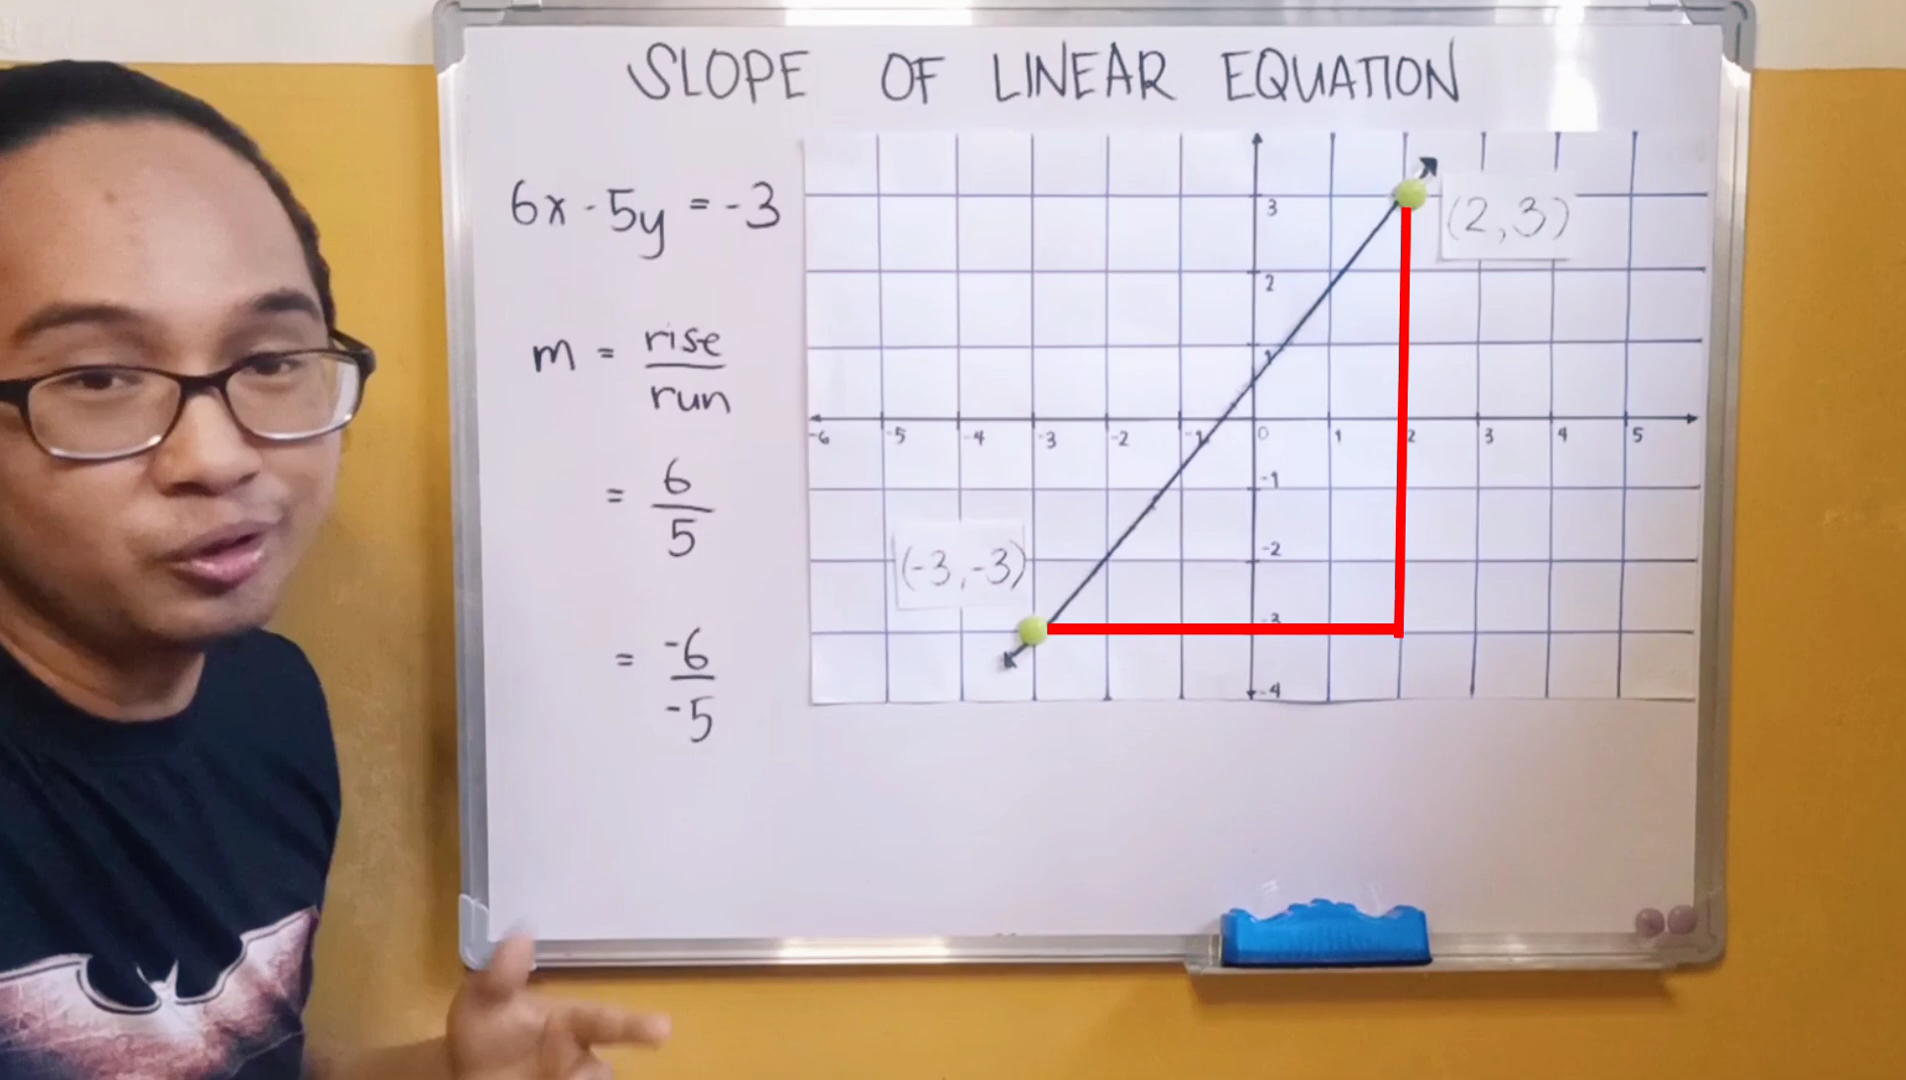 SLOPE OF LINEAR EQUATION
6x - 5y = -3
m = rise/run
= 6/5
= -6/-5
(2,3)
(-3,-3)
3
2
1
-6 -5 -4 -3 -2 -1 0 1 2 3 4 5
-1
-2
-3
-4